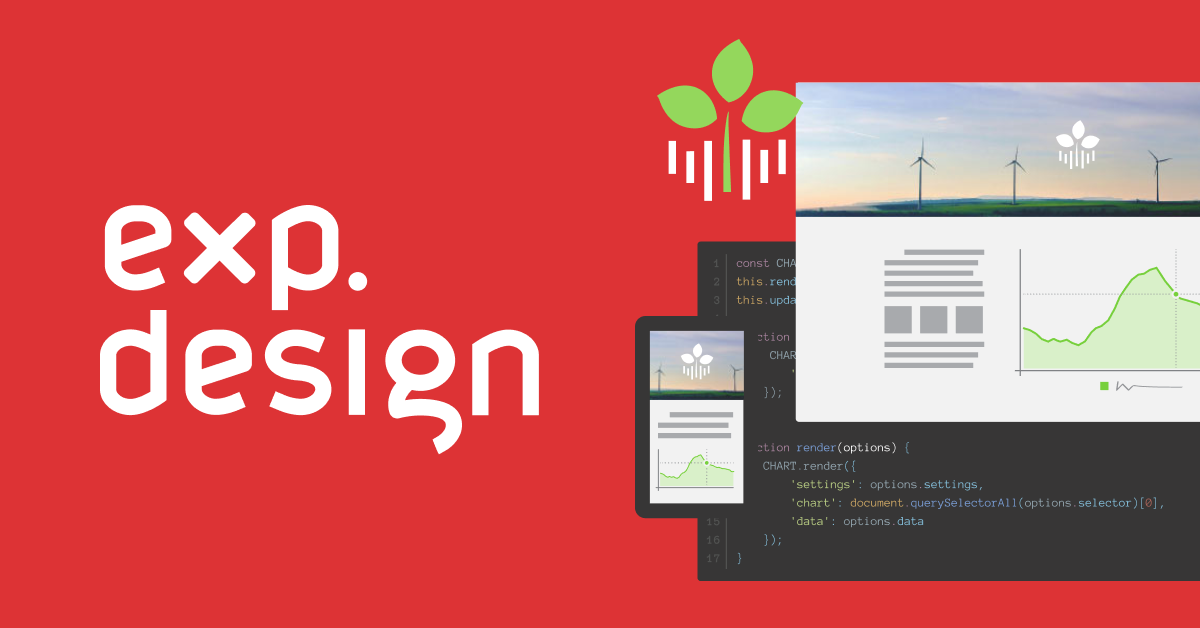 exp.
design
1 const CHA
2 this.rend
3 this.upda
ction
CHAR
'
});
ction render(options) {
CHART.render({
'settings': options.settings,
'chart': document.querySelectorAll(options.selector)[0],
15 'data': options.data
16 });
17 }